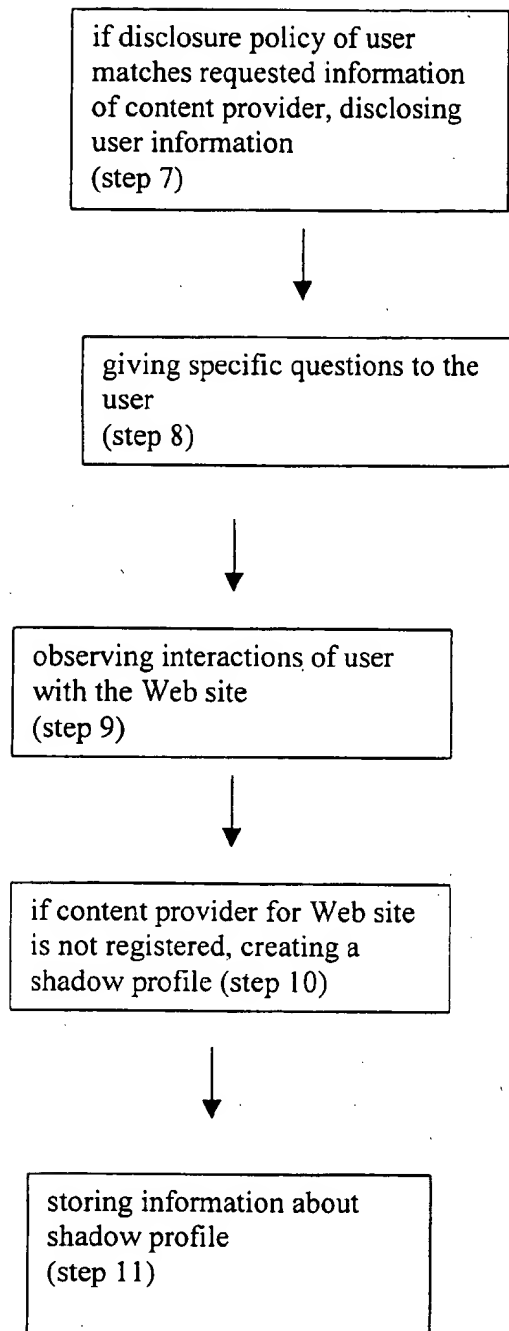 if disclosure policy of user
matches requested information
of content provider, disclosing
user information
(step 7)
giving specific questions to the
user
(step 8)
observing interactions of user
with the Web site
(step 9)
if content provider for Web site
is not registered, creating a
shadow profile (step 10)
storing information about
shadow profile
(step 11)